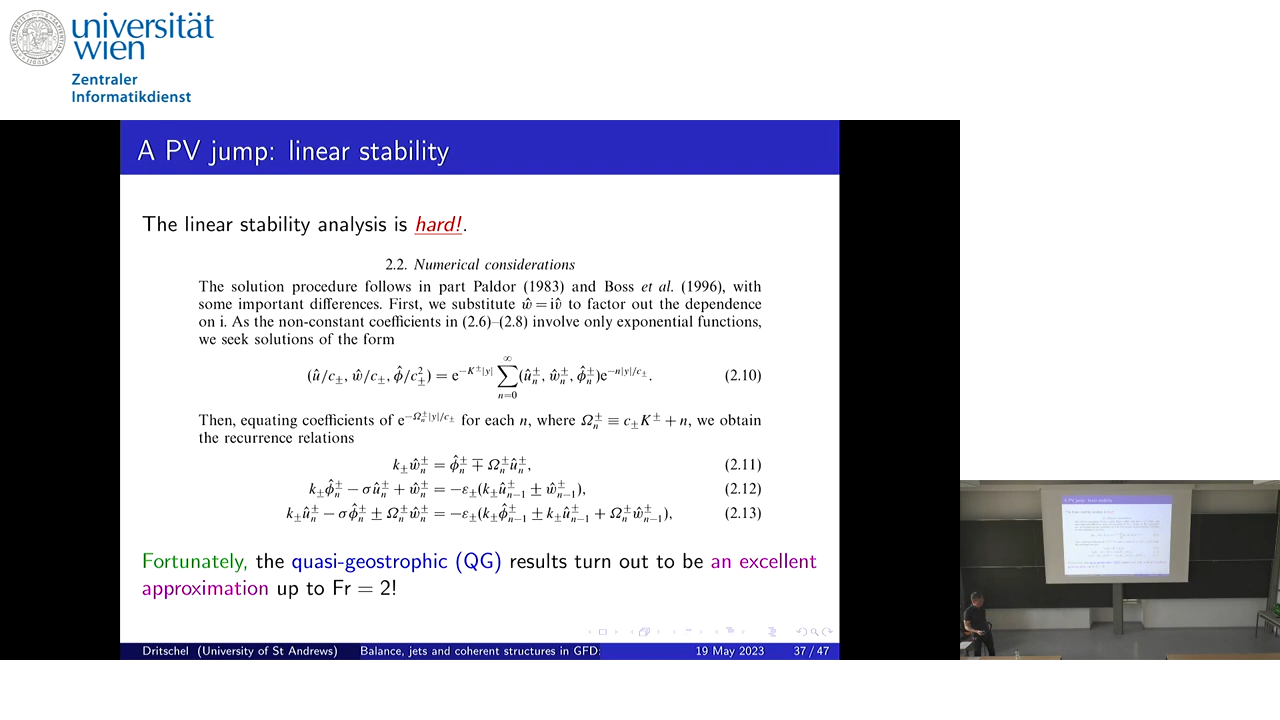 universität
wien
Zentraler
Informatikdienst
A PV jump: linear stability
The linear stability analysis is hard!.
2.2. Numerical considerations
The solution procedure follows in part Paldor (1983) and Boss et al. (1996), with
some important differences. First, we substitute ŵ = iv̂ to factor out the dependence
on i. As the non-constant coefficients in (2.6)–(2.8) involve only exponential functions,
we seek solutions of the form
(û/c±, ŵ/c±, ϕ̂/c²±) = e^{−K^±|y|} ∑_{n=0}^{∞} (û_n^±, ŵ_n^±, ϕ̂_n^±)e^{−n|y|/c±}. (2.10)
Then, equating coefficients of e^{−Ω_n^±|y|/c±} for each n, where Ω_n^± ≡ c±K^± + n, we obtain
the recurrence relations
k±ŵ_n^± = ϕ̂_n^± ∓ Ω_n^± û_n^±, (2.11)
k±ϕ̂_n^± − σû_n^± + ŵ_n^± = −ε±(k±û_{n−1}^± ± ŵ_{n−1}^±), (2.12)
k±û_n^± − σϕ̂_n^± ± Ω_n^±ŵ_n^± = −ε±(k±ϕ̂_{n−1}^± ± k±û_{n−1}^± + Ω_n^±ŵ_{n−1}^±), (2.13)
Fortunately, the quasi-geostrophic (QG) results turn out to be an excellent
approximation up to Fr = 2!
Dritschel (University of St Andrews) Balance, jets and coherent structures in GFD: 19 May 2023 37 / 47
A PV jump: linear stability